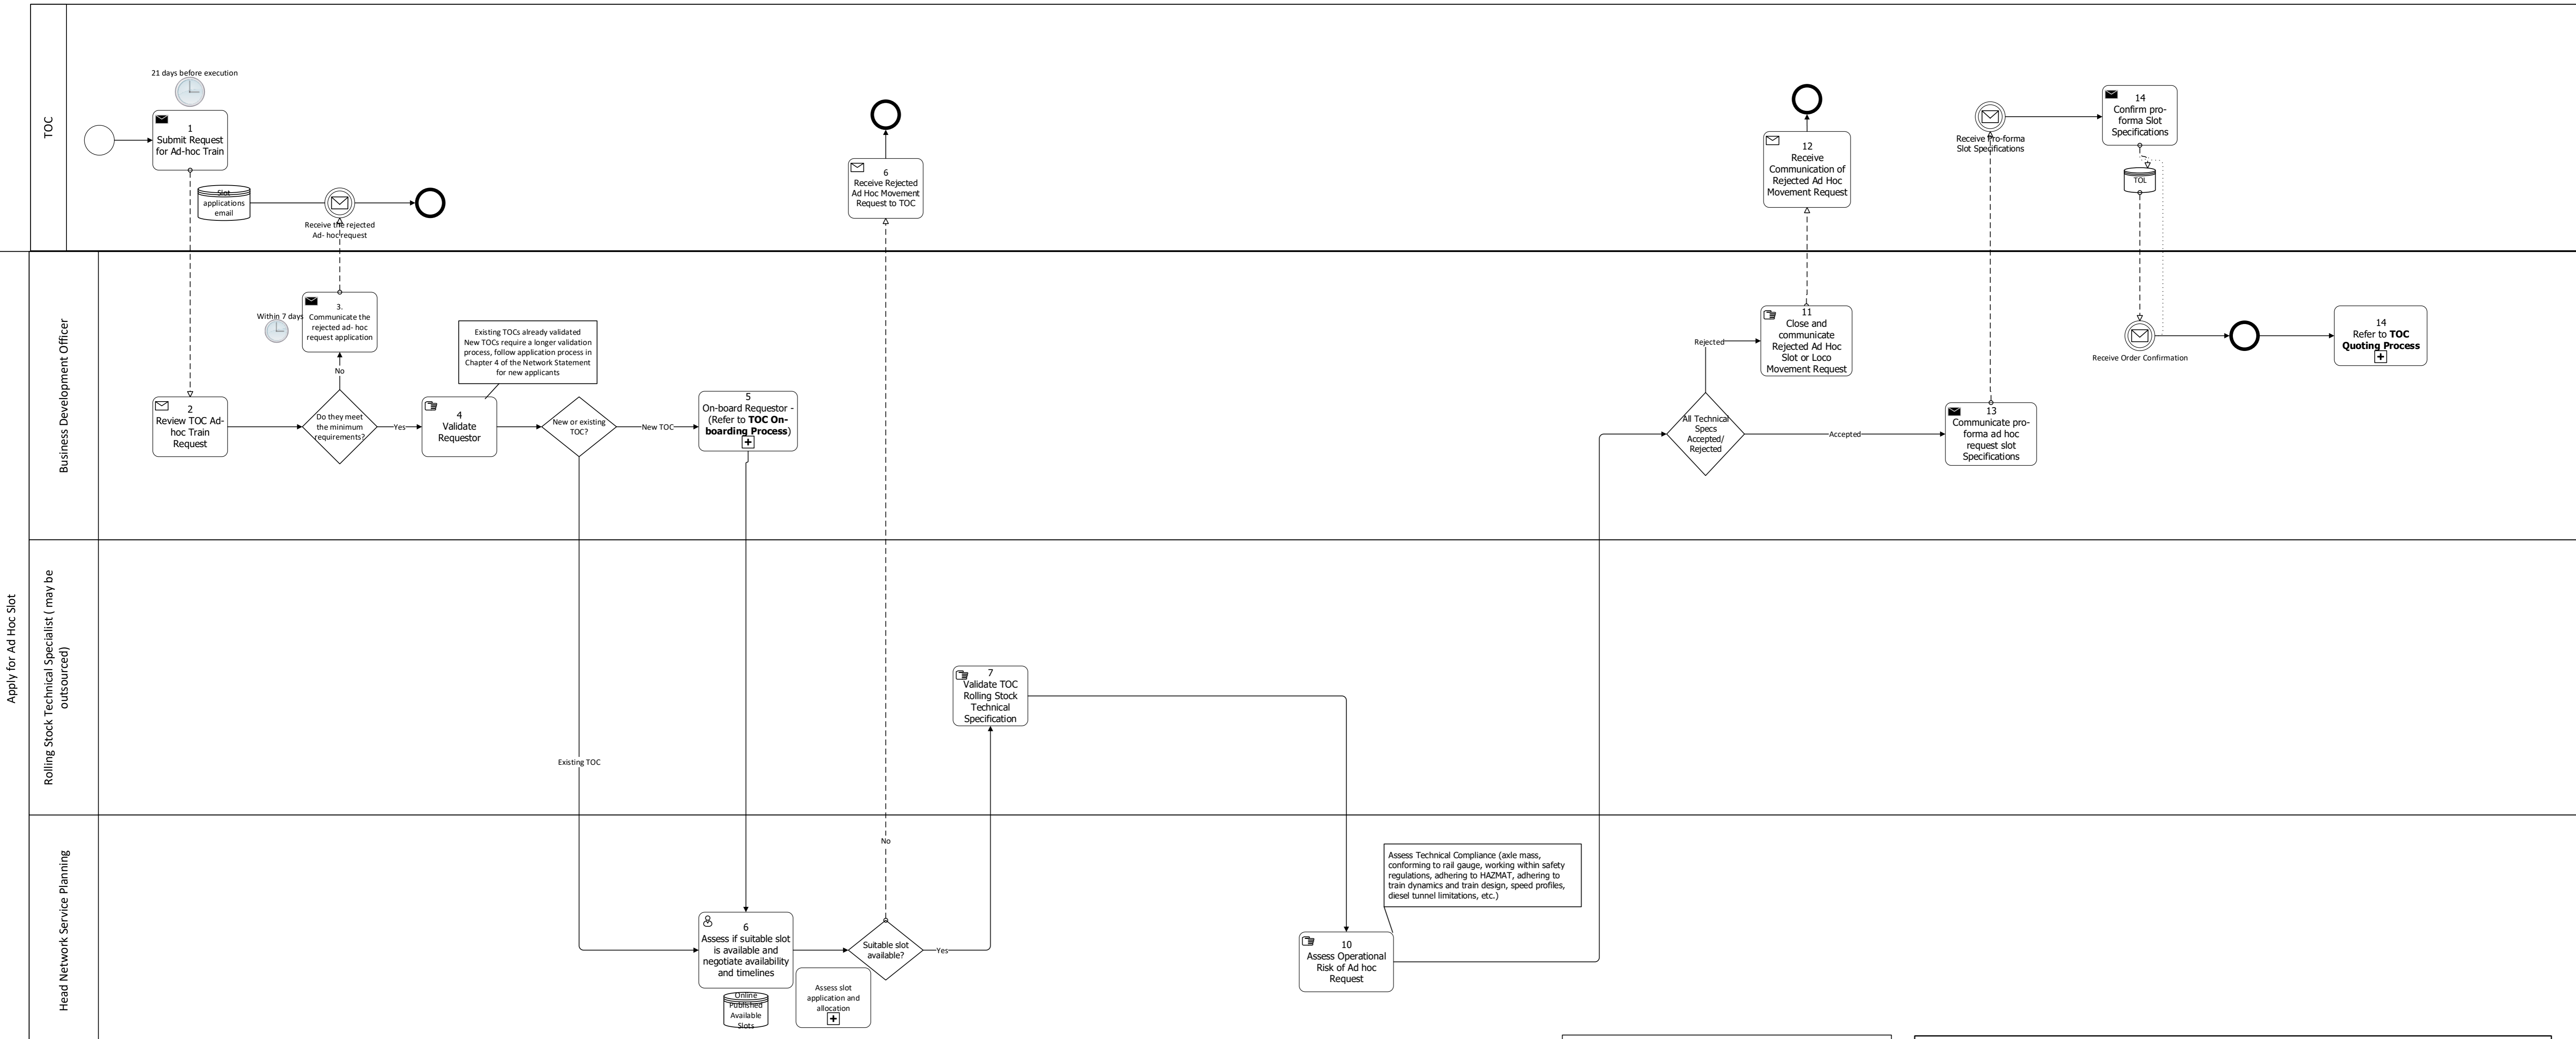 Apply for Ad Hoc Slot
TOC
21 days before execution
1
Submit Request
for Ad-hoc Train
Slot
applications
email
Receive the rejected
Ad- hoc request
6
Receive Rejected
Ad Hoc Movement
Request to TOC
12
Receive
Communication of
Rejected Ad Hoc
Movement Request
Receive Pro-forma
Slot Specifications
14
Confirm pro-
forma Slot
Specifications
TOL
Business Development Officer
2
Review TOC Ad-
hoc Train
Request
Within 7 days
3.
Communicate the
rejected ad- hoc
request application
No
Do they meet
the minimum
requirements?
Yes
Existing TOCs already validated
New TOCs require a longer validation
process, follow application process in
Chapter 4 of the Network Statement
for new applicants
4
Validate
Requestor
New or existing
TOC?
New TOC
5
On-board Requestor -
(Refer to TOC On-
boarding Process)
Existing TOC
All Technical
Specs
Accepted/
Rejected
Rejected
11
Close and
communicate
Rejected Ad Hoc
Slot or Loco
Movement Request
Accepted
13
Communicate pro-
forma ad hoc
request slot
Specifications
Receive Order Confirmation
14
Refer to TOC
Quoting Process
Rolling Stock Technical Specialist ( may be
outsourced)
7
Validate TOC
Rolling Stock
Technical
Specification
Head Network Service Planning
6
Assess if suitable slot
is available and
negotiate availability
and timelines
Online
Published
Available
Slots
Assess slot
application and
allocation
Suitable slot
available?
No
Yes
10
Assess Operational
Risk of Ad hoc
Request
Assess Technical Compliance (axle mass,
conforming to rail gauge, working within safety
regulations, adhering to HAZMAT, adhering to
train dynamics and train design, speed profiles,
diesel tunnel limitations, etc.)